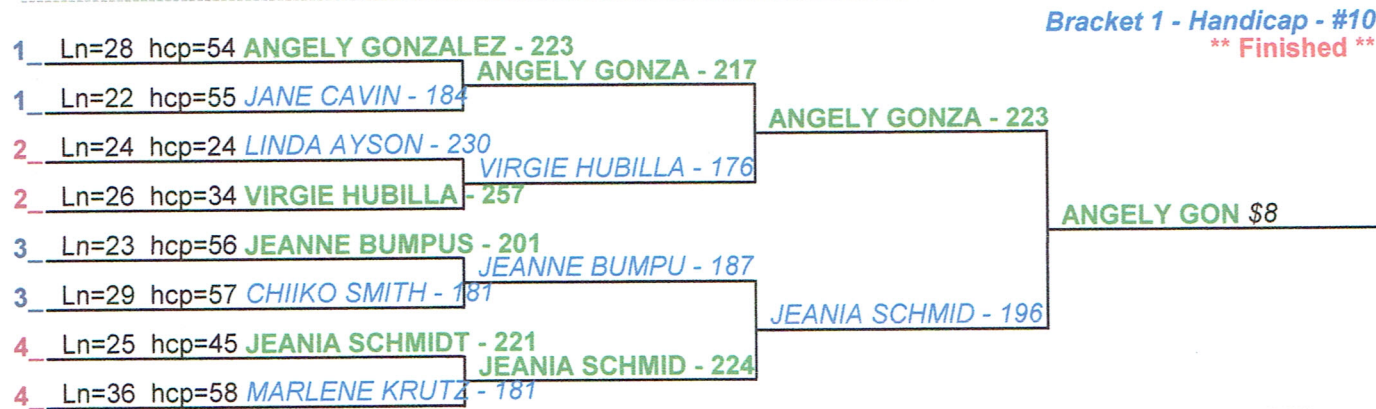 Bracket 1 - Handicap - #10
** Finished **
1_ Ln=28 hcp=54 ANGELY GONZALEZ - 223
ANGELY GONZA - 217
1_ Ln=22 hcp=55 JANE CAVIN - 184
ANGELY GONZA - 223
2_ Ln=24 hcp=24 LINDA AYSON - 230
VIRGIE HUBILLA - 176
2_ Ln=26 hcp=34 VIRGIE HUBILLA - 257
ANGELY GON $8
3_ Ln=23 hcp=56 JEANNE BUMPUS - 201
JEANNE BUMPU - 187
3_ Ln=29 hcp=57 CHIIKO SMITH - 181
JEANIA SCHMID - 196
4_ Ln=25 hcp=45 JEANIA SCHMIDT - 221
JEANIA SCHMID - 224
4_ Ln=36 hcp=58 MARLENE KRUTZ - 181